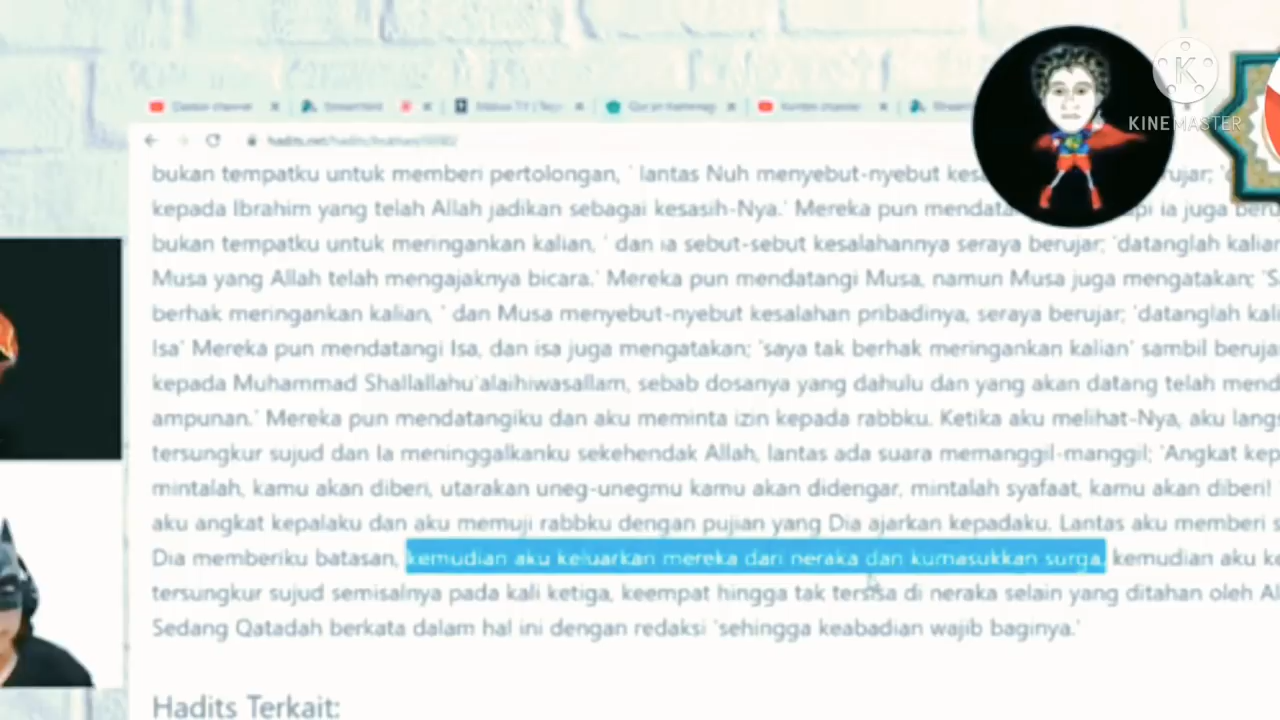 KINEMASTER
bukan tempatku untuk memberi pertolongan, ' lantas Nuh menyebut-nyebut
kepada Ibrahim yang telah Allah jadikan sebagai kesasih-Nya.' Mereka pun ia juga
bukan tempatku untuk meringankan kalian, ' dan ia sebut-sebut kesalahannya seraya berujar; 'datanglah
Musa yang Allah telah mengajaknya bicara.' Mereka pun mendatangi Musa, namun Musa juga mengatakan;
berhak meringankan kalian, ' dan Musa menyebut-nyebut kesalahan pribadinya, seraya berujar; 'datanglah
Isa' Mereka pun mendatangi Isa, dan isa juga mengatakan; 'saya tak berhak meringankan kalian' sambil
kepada Muhammad Shallallahu'alaihiwasallam, sebab dosanya yang dahulu dan yang akan datang telah
ampunan.' Mereka pun mendatangiku dan aku meminta izin kepada rabbku. Ketika aku melihat-Nya, aku
tersungkur sujud dan Ia meninggalkanku sekehendak Allah, lantas ada suara memanggil-manggil; 'Angkat
mintalah, kamu akan diberi, utarakan uneg-unegmu kamu akan didengar, mintalah syafaat, kamu akan diberi!
aku angkat kepalaku dan aku memuji rabbku dengan pujian yang Dia ajarkan kepadaku. Lantas aku memberi
Dia memberiku batasan, kemudian aku keluarkan mereka dari neraka dan kumasukkan surga, kemudian aku
tersungkur sujud semisalnya pada kali ketiga, keempat hingga tak tersisa di neraka selain yang ditahan oleh
Sedang Qatadah berkata dalam hal ini dengan redaksi 'sehingga keabadian wajib baginya.'
Hadits Terkait: